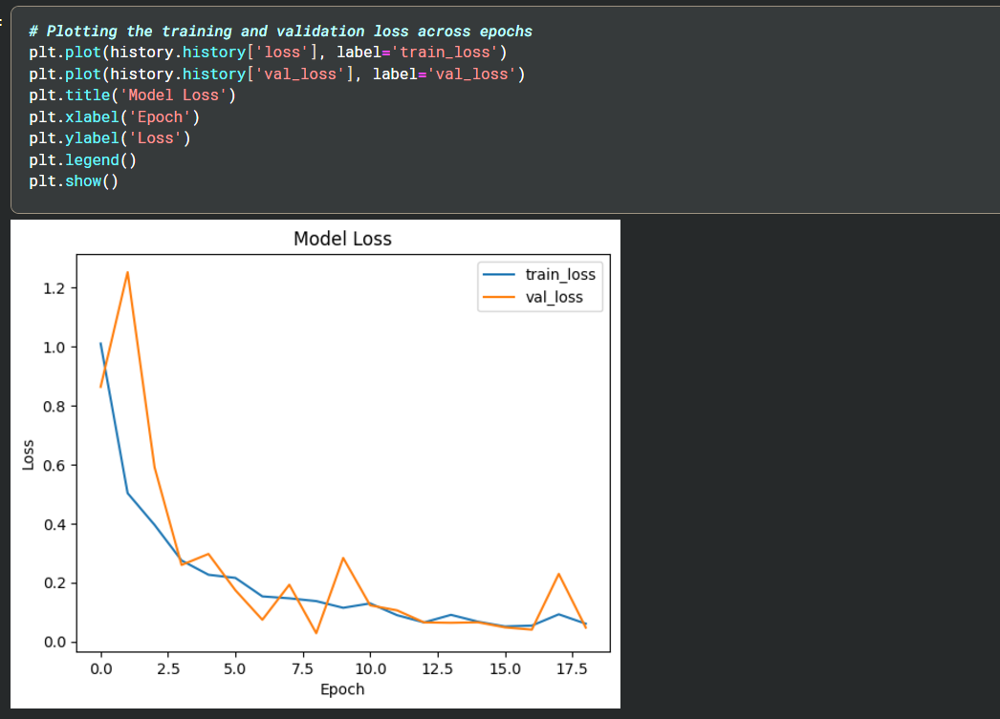 # Plotting the training and validation loss across epochs
plt.plot(history.history['loss'], label='train_loss')
plt.plot(history.history['val_loss'], label='val_loss')
plt.title('Model Loss')
plt.xlabel('Epoch')
plt.ylabel('Loss')
plt.legend()
plt.show()
Model Loss
train_loss
val_loss
1.2
1.0
0.8
0.6
0.4
0.2
0.0
Loss
0.0 2.5 5.0 7.5 10.0 12.5 15.0 17.5
Epoch